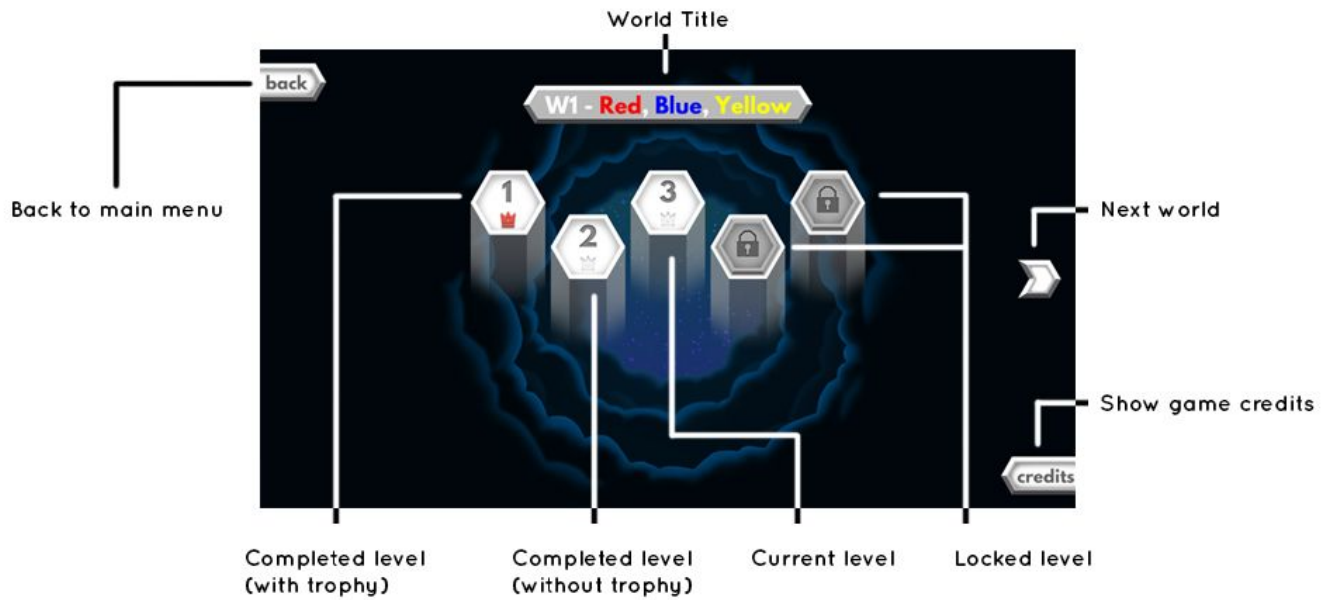 World Title
back
W1 - Red, Blue, Yellow
Back to main menu
1
2
3
Next world
Show game credits
credits
Completed level
(with trophy)
Completed level
(without trophy)
Current level
Locked level